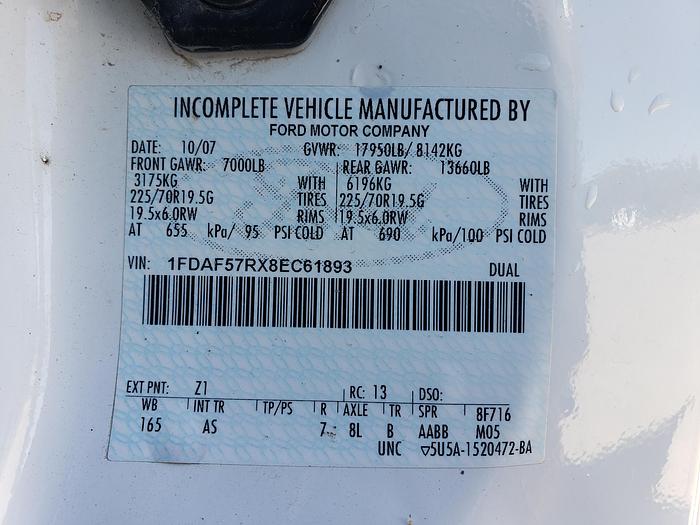 INCOMPLETE VEHICLE MANUFACTURED BY
FORD MOTOR COMPANY
DATE: 10/07 GVWR: 17950LB/ 8142KG
FRONT GAWR: 7000LB REAR GAWR: 13660LB
3175KG WITH 6196KG WITH
225/70R19.5G TIRES 225/70R19.5G TIRES
19.5x6.0RW RIMS 19.5x6.0RW RIMS
AT 655 kPa/ 95 PSI COLD AT 690 kPa/100 PSI COLD
VIN: 1FDAF57RX8EC61893 DUAL
EXT PNT: Z1 RC: 13 DSO:
WB INT TR TP/PS R AXLE TR SPR 8F716
165 AS 7 8L B AABB M05
UNC ▽5U5A-1520472-BA